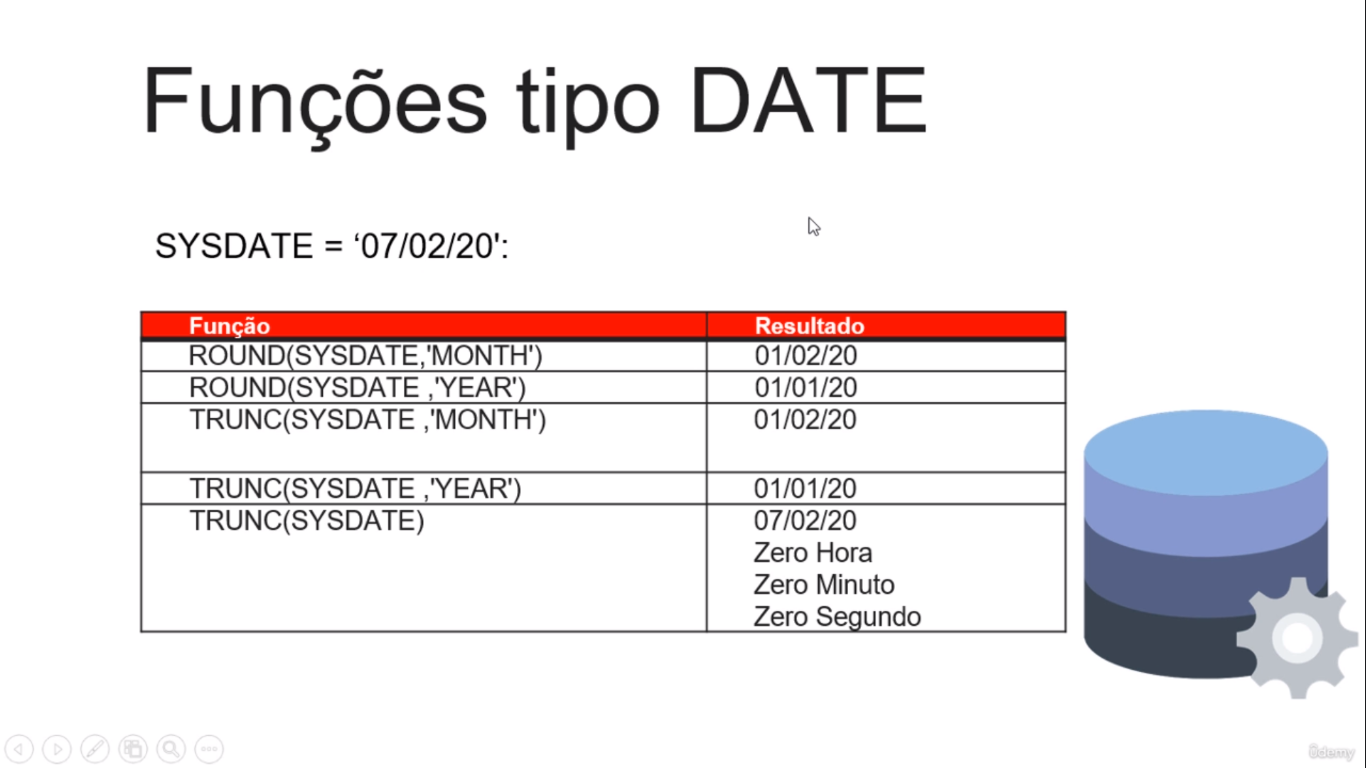 Funções tipo DATE
SYSDATE = ‘07/02/20':
Função Resultado
ROUND(SYSDATE,'MONTH') 01/02/20
ROUND(SYSDATE ,'YEAR') 01/01/20
TRUNC(SYSDATE ,'MONTH') 01/02/20
TRUNC(SYSDATE ,'YEAR') 01/01/20
TRUNC(SYSDATE) 07/02/20
Zero Hora
Zero Minuto
Zero Segundo
ûdemy